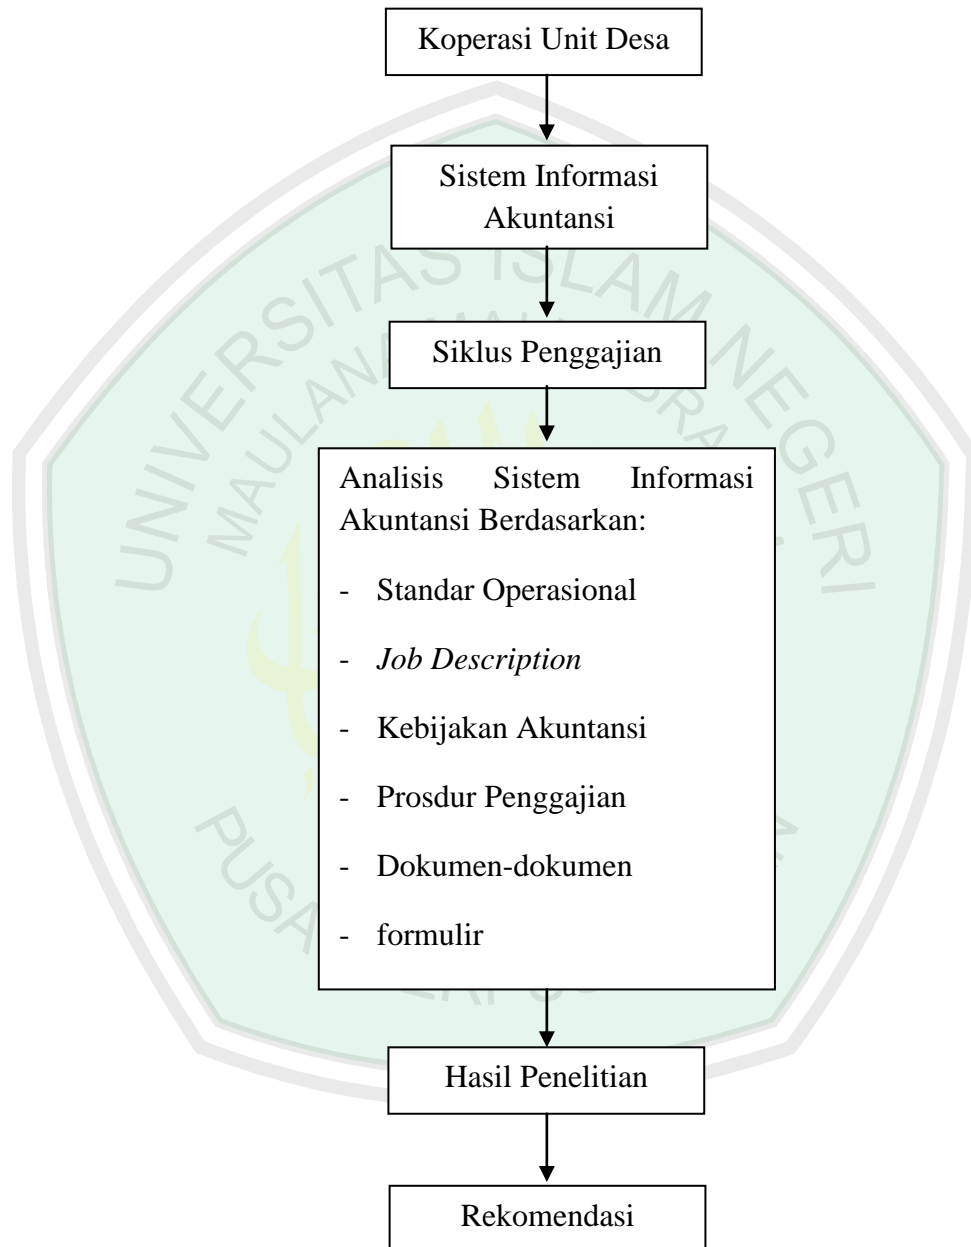 Koperasi Unit Desa
Sistem Informasi
Akuntansi
Siklus Penggajian
Analisis Sistem Informasi
Akuntansi Berdasarkan:
- Standar Operasional
- Job Description
- Kebijakan Akuntansi
- Prosdur Penggajian
- Dokumen-dokumen
- formulir
Hasil Penelitian
Rekomendasi
UNIVERSITAS ISLAM NEGERI